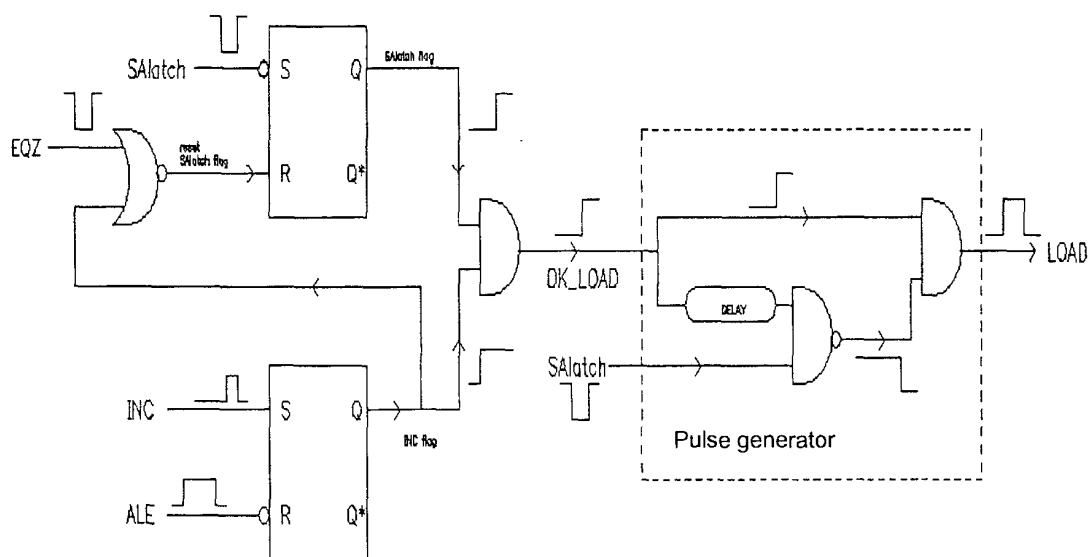 SAlatch
S
Q
SAlatch flag
EQZ
reset
SAlatch flag
R
Q*
OK_LOAD
LOAD
DELAY
SAlatch
INC
S
Q
INC flag
Pulse generator
ALE
R
Q*